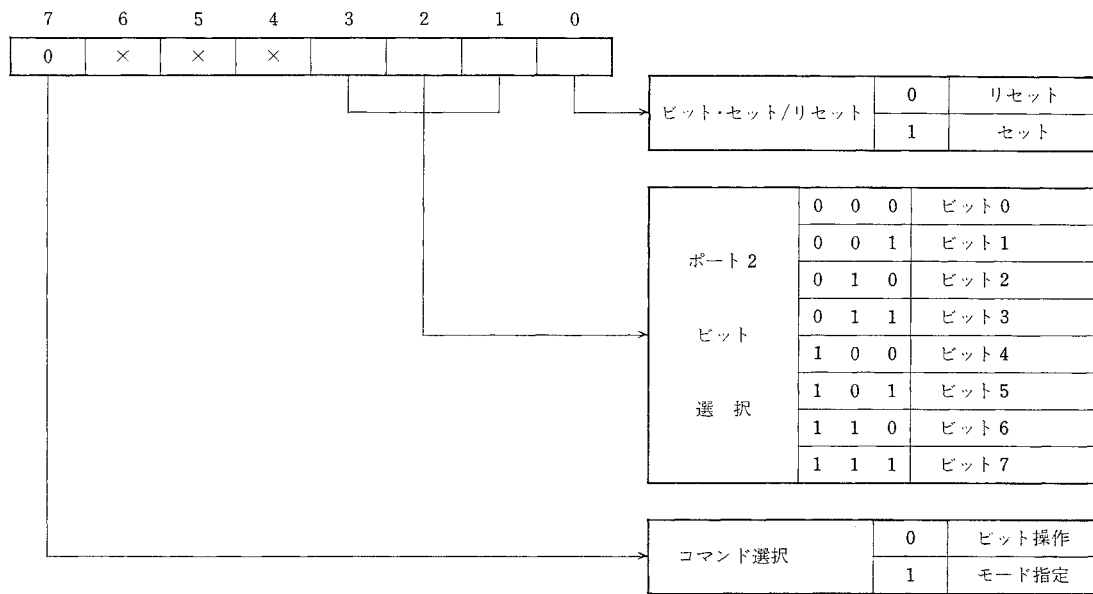 7 6 5 4 3 2 1 0
0 × × ×
ビット・セット/リセット
0 リセット
1 セット
ポート2
ビット
選 択
0 0 0 ビット0
0 0 1 ビット1
0 1 0 ビット2
0 1 1 ビット3
1 0 0 ビット4
1 0 1 ビット5
1 1 0 ビット6
1 1 1 ビット7
コマンド選択
0 ビット操作
1 モード指定